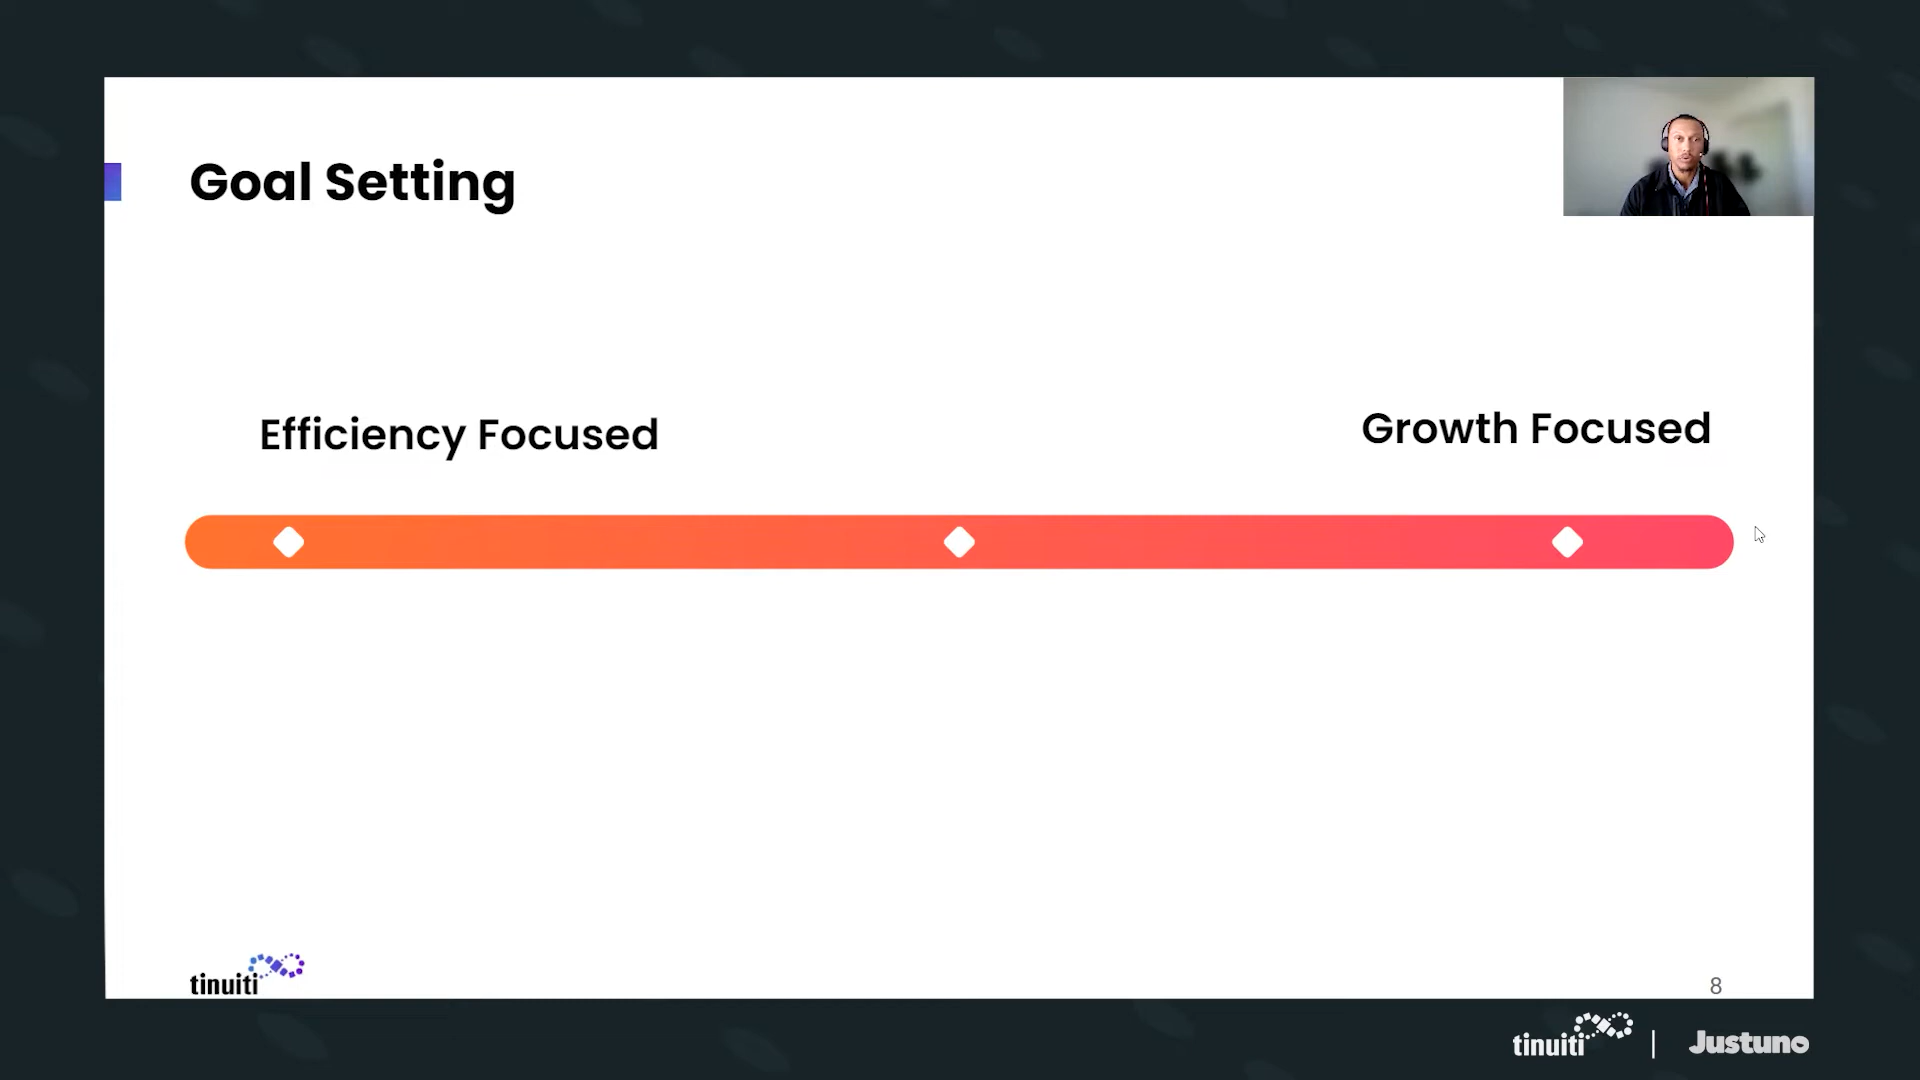 Goal Setting
Efficiency Focused
Growth Focused
tinuiti
8
tinuiti | Justuno